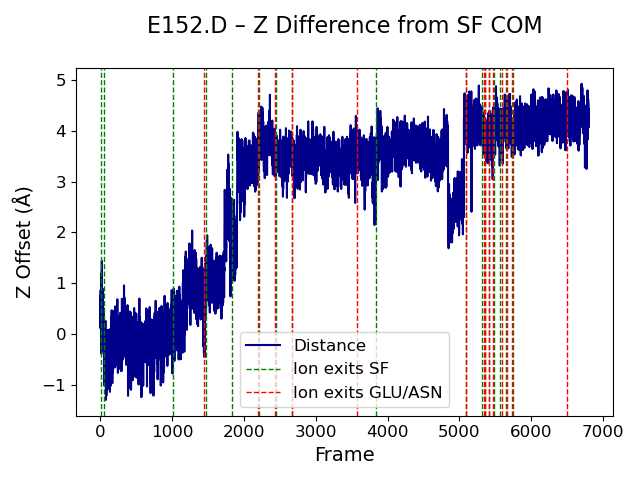 E152.D – Z Difference from SF COM
Z Offset (Å)
5
4
3
2
1
0
−1
Distance
Ion exits SF
Ion exits GLU/ASN
0 1000 2000 3000 4000 5000 6000 7000
Frame